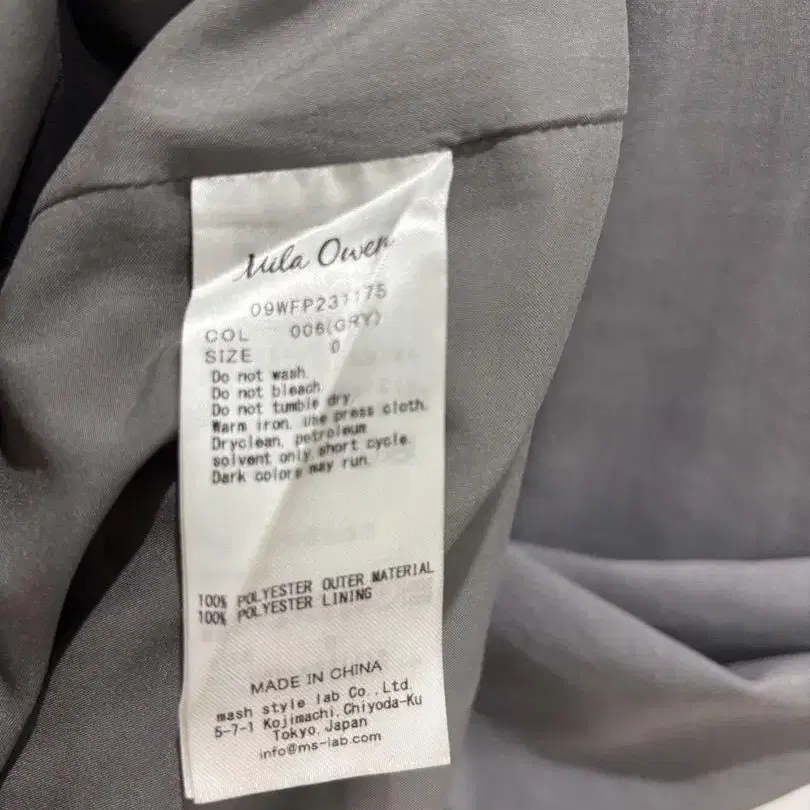 Mila Owen
09WFP231175
COL 006(GRY)
SIZE 0
Do not wash.
Do not bleach.
Do not tumble dry.
Warm iron. Use press cloth.
Dryclean, petroleum
solvent only, short cycle.
Dark colors may run.
100% POLYESTER OUTER MATERIAL
100% POLYESTER LINING
MADE IN CHINA
mash style lab Co., Ltd.
5-7-1 Kojimachi, Chiyoda-Ku
Tokyo, Japan
info@ms-lab.com